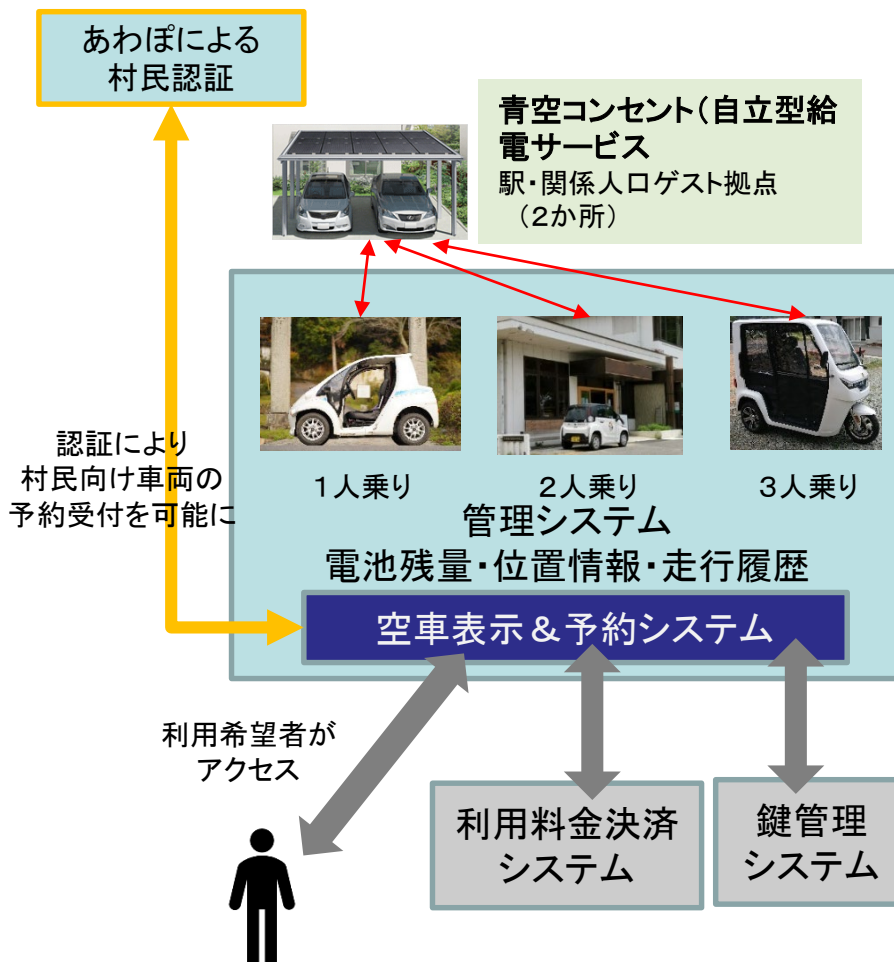 あわぽによる
村民認証
青空コンセント（自立型給
電サービス
駅・関係人口ゲスト拠点
（２か所）
認証により
村民向け車両の
予約受付を可能に
１人乗り
２人乗り
３人乗り
管理システム
電池残量・位置情報・走行履歴
空車表示＆予約システム
利用希望者が
アクセス
利用料金決済
システム
鍵管理
システム